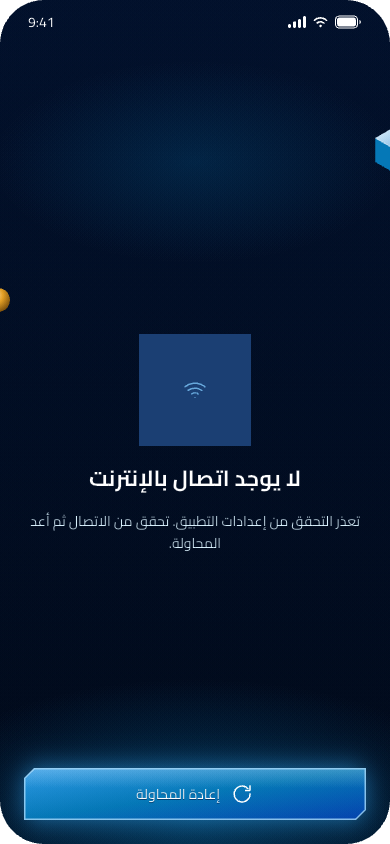 9:41
لا يوجد اتصال بالإنترنت
تعذر التحقق من إعدادات التطبيق. تحقق من الاتصال ثم أعد
المحاولة.
إعادة المحاولة